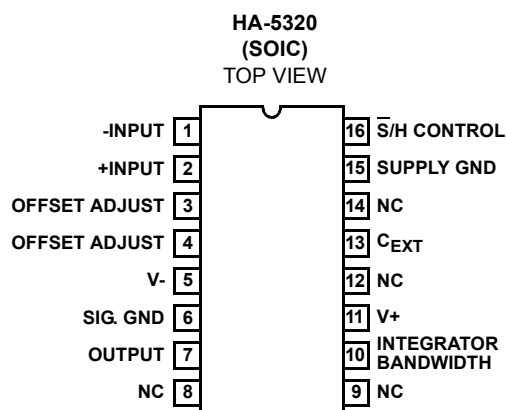 HA-5320
(SOIC)
TOP VIEW
-INPUT 1
+INPUT 2
OFFSET ADJUST 3
OFFSET ADJUST 4
V- 5
SIG. GND 6
OUTPUT 7
NC 8
16 S̅/H CONTROL
15 SUPPLY GND
14 NC
13 CEXT
12 NC
11 V+
10 INTEGRATOR
BANDWIDTH
9 NC